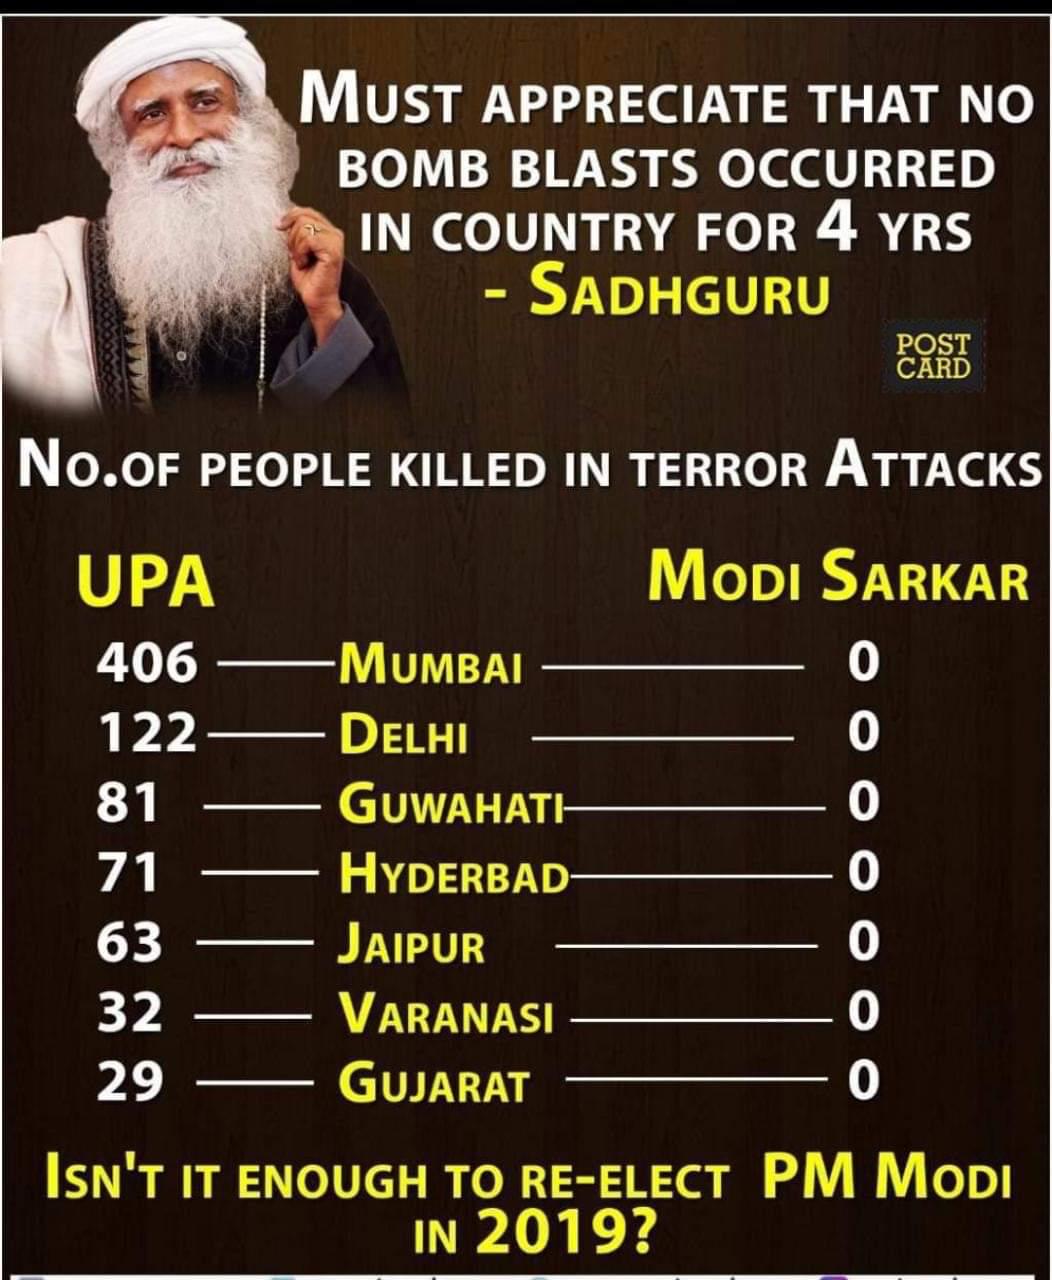 Must appreciate that no
bomb blasts occurred
in country for 4 yrs
- Sadhguru
POST
CARD
No.of people killed in terror Attacks
UPA Modi Sarkar
406 Mumbai 0
122 Delhi 0
81 Guwahati 0
71 Hyderbad 0
63 Jaipur 0
32 Varanasi 0
29 Gujarat 0
Isn't it enough to re-elect PM Modi
in 2019?